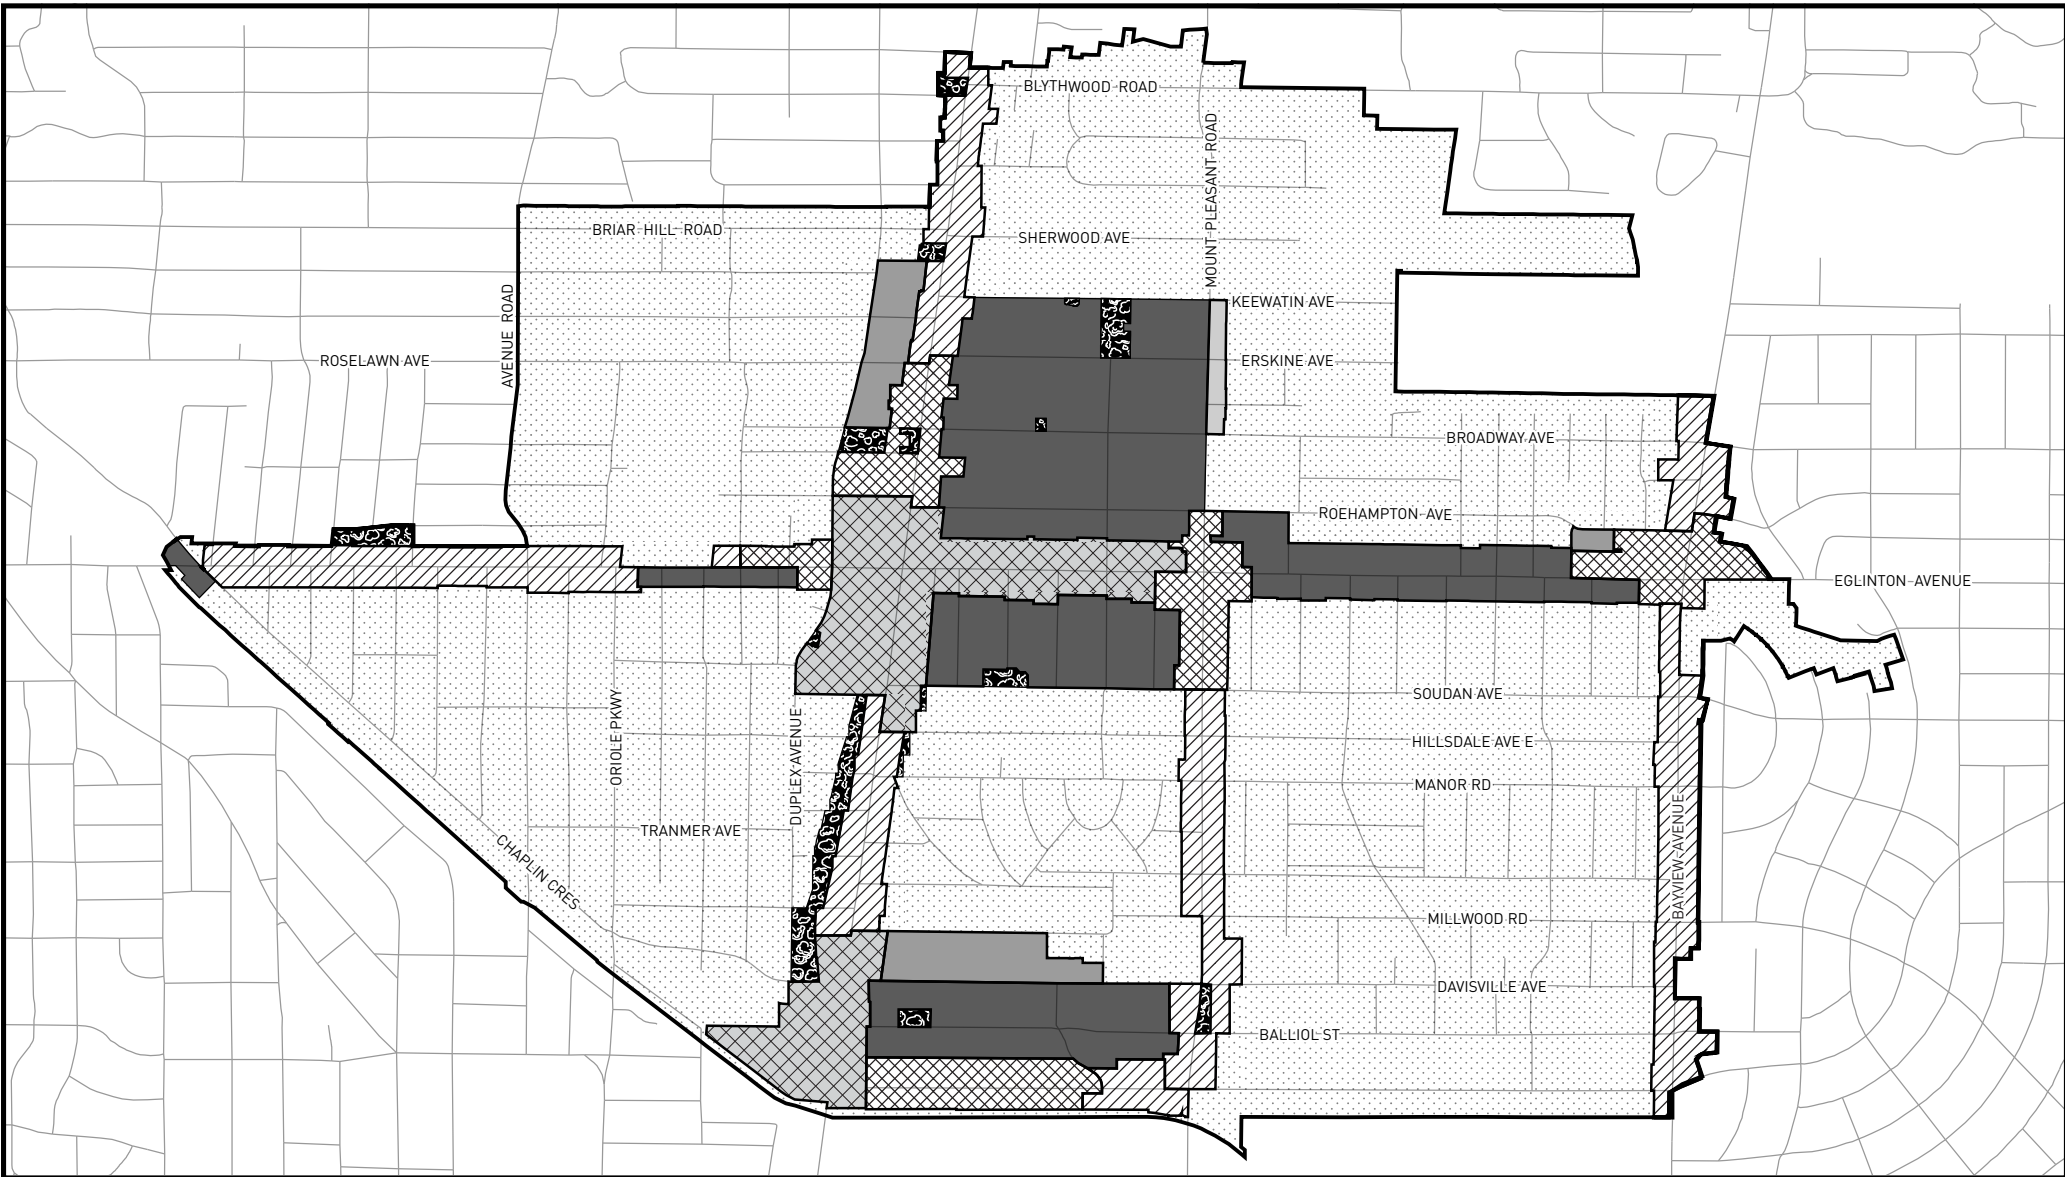 BLYTHWOOD ROAD
MOUNT PLEASANT ROAD
BRIAR HILL ROAD
SHERWOOD AVE
AVENUE ROAD
KEEWATIN AVE
ROSELAWN AVE
ERSKINE AVE
BROADWAY AVE
ROEHAMPTON AVE
EGLINTON AVENUE
SOUDAN AVE
ORIOLE PKWY
DUPLEX AVENUE
HILLSDALE AVE E
MANOR RD
TRANMER AVE
BAYVIEW AVENUE
CHAPLIN CRES
MILLWOOD RD
DAVISVILLE AVE
BALLIOL ST